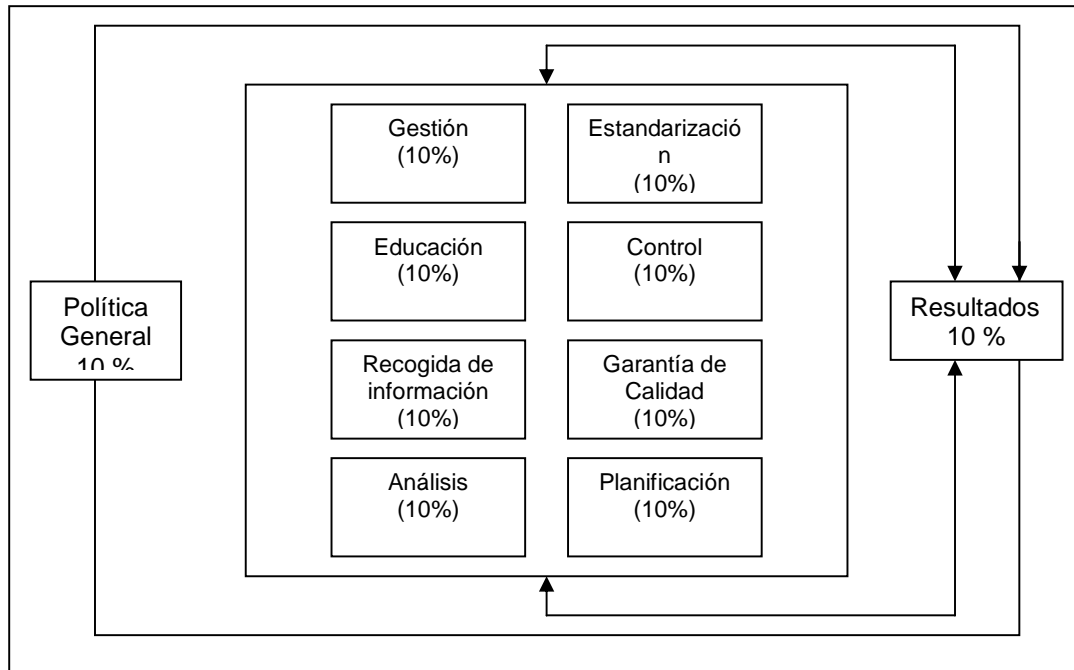 Gestión
(10%)
Estandarizació
n
(10%)
Educación
(10%)
Control
(10%)
Política
General
10 %
Resultados
10 %
Recogida de
información
(10%)
Garantía de
Calidad
(10%)
Análisis
(10%)
Planificación
(10%)